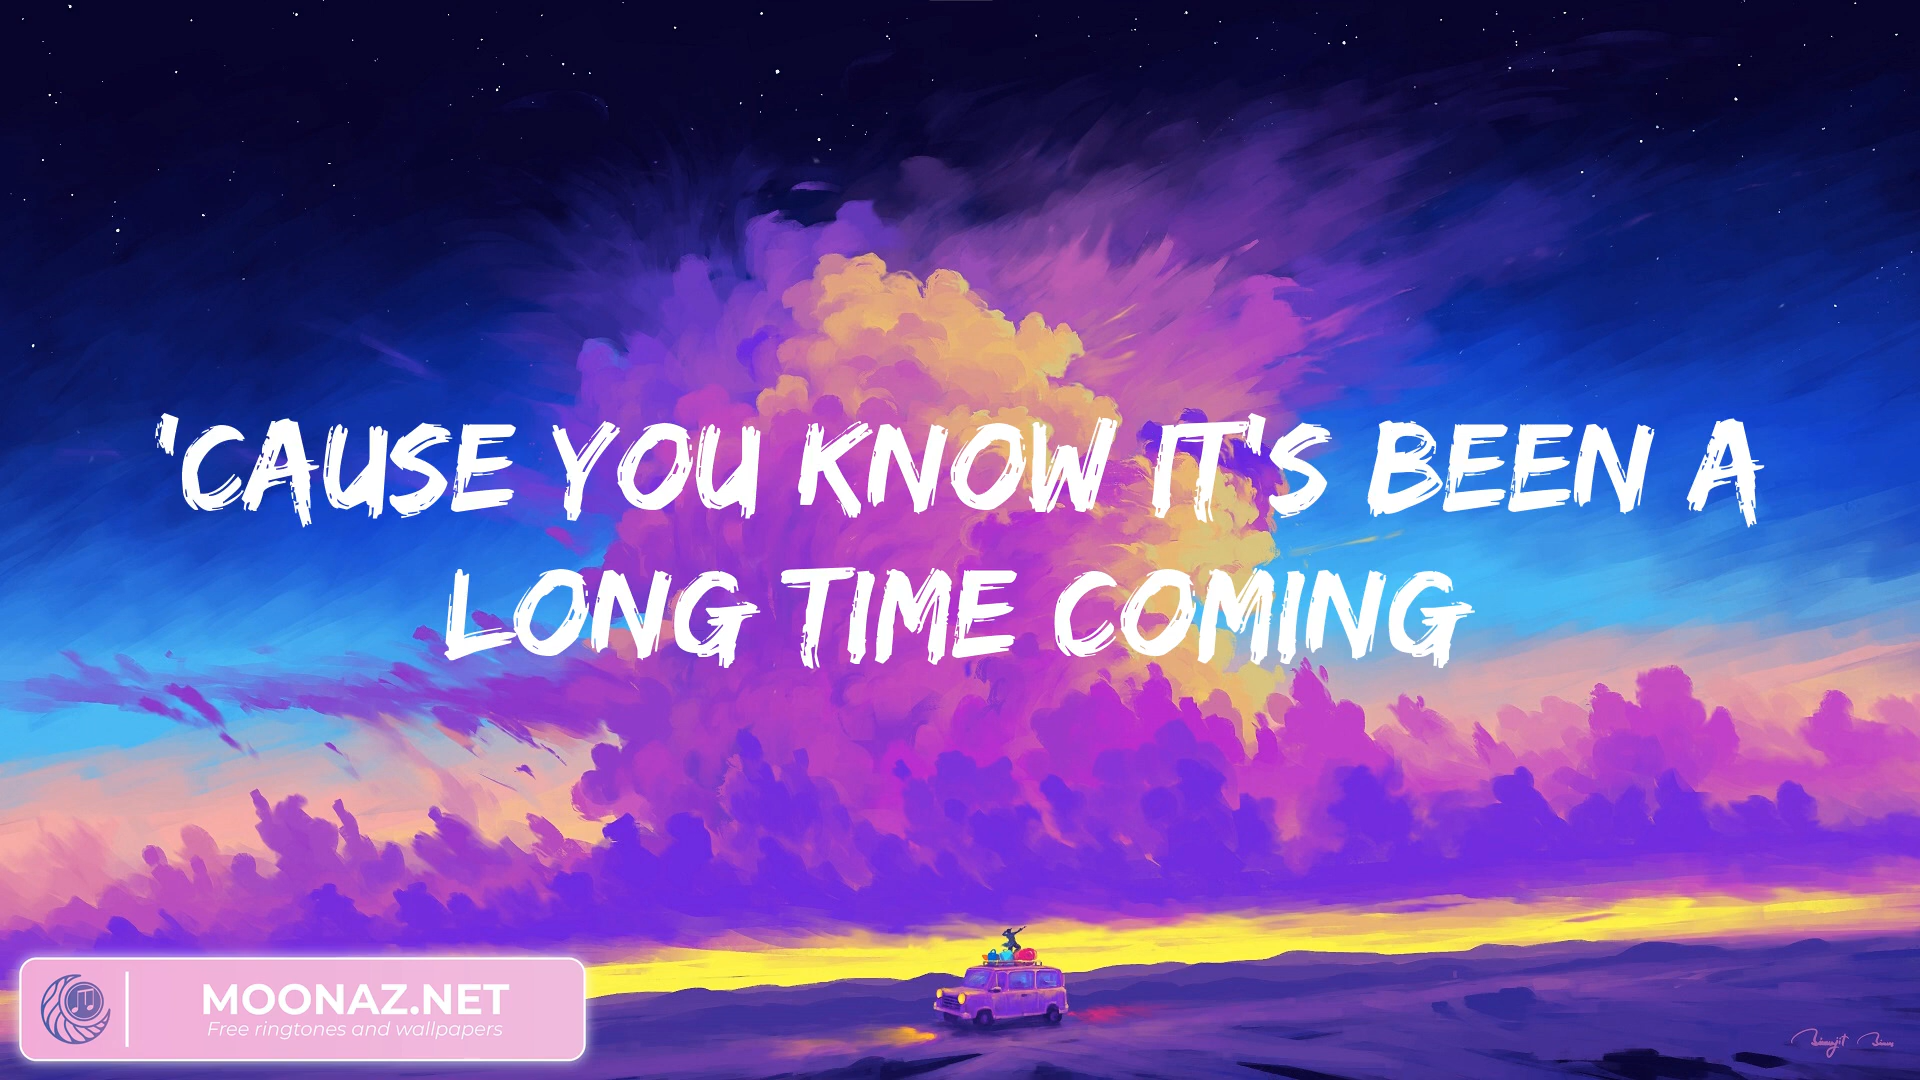 'CAUSE YOU KNOW IT'S BEEN A
LONG TIME COMING
MOONAZ.NET
Free ringtones and wallpapers